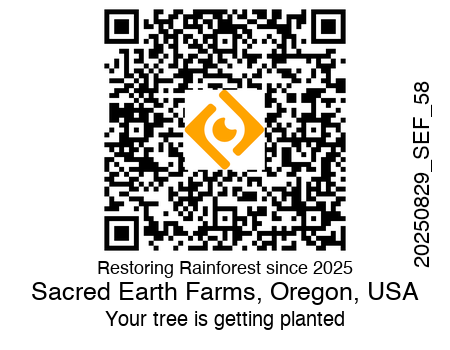 Restoring Rainforest since 2025
Sacred Earth Farms, Oregon, USA
Your tree is getting planted
20250829_SEF_58